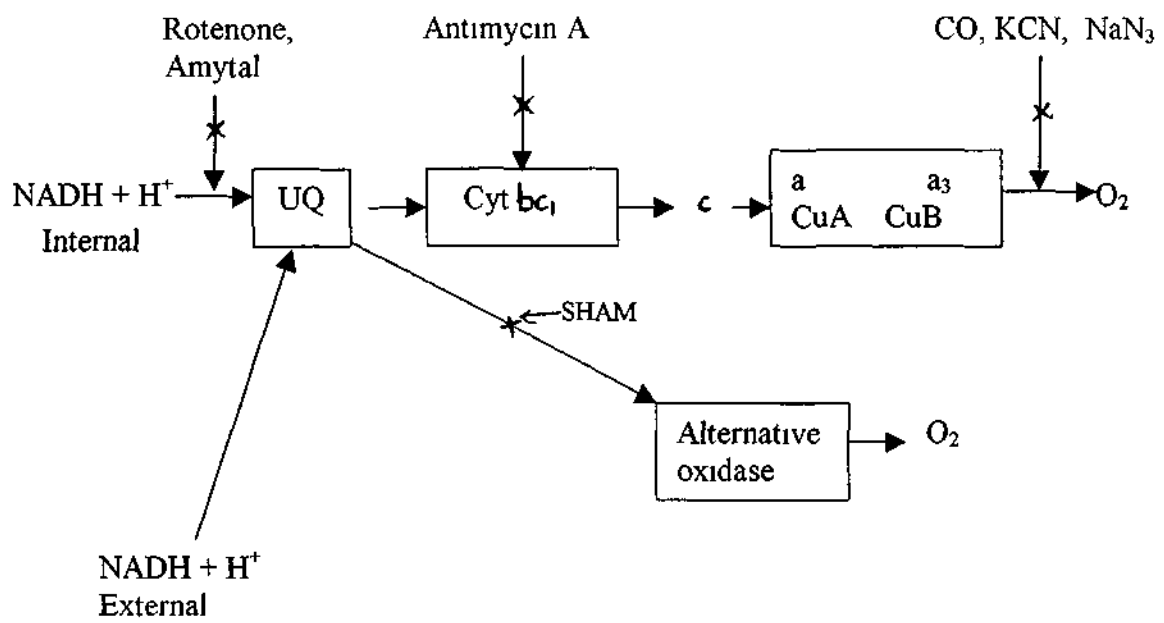 Rotenone,
Amytal
Antimycin A
CO, KCN, NaN₃
NADH + H⁺
Internal
UQ
Cyt bc₁
c
a a₃
CuA CuB
O₂
SHAM
Alternative
oxidase
O₂
NADH + H⁺
External